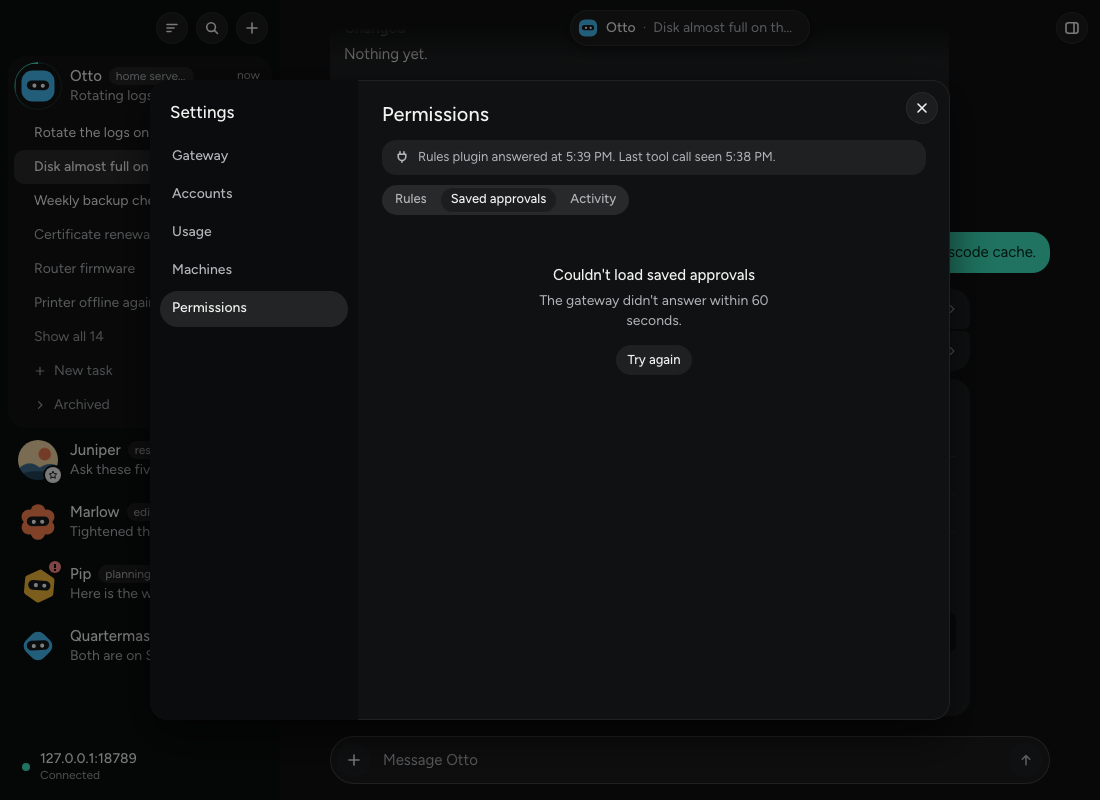 Otto · Disk almost full on th...
Nothing yet.
Otto home serve... now
Rotating logs
Rotate the logs on
Disk almost full on
Weekly backup che
Certificate renewa
Router firmware
Printer offline agai
Show all 14
New task
Archived
Juniper res
Ask these fiv
Marlow edi
Tightened th
Pip planning
Here is the w
Quartermas
Both are on S
127.0.0.1:18789
Connected
Settings
Gateway
Accounts
Usage
Machines
Permissions
Permissions
Rules plugin answered at 5:39 PM. Last tool call seen 5:38 PM.
Rules Saved approvals Activity
Couldn't load saved approvals
The gateway didn't answer within 60
seconds.
Try again
scode cache.
Message Otto